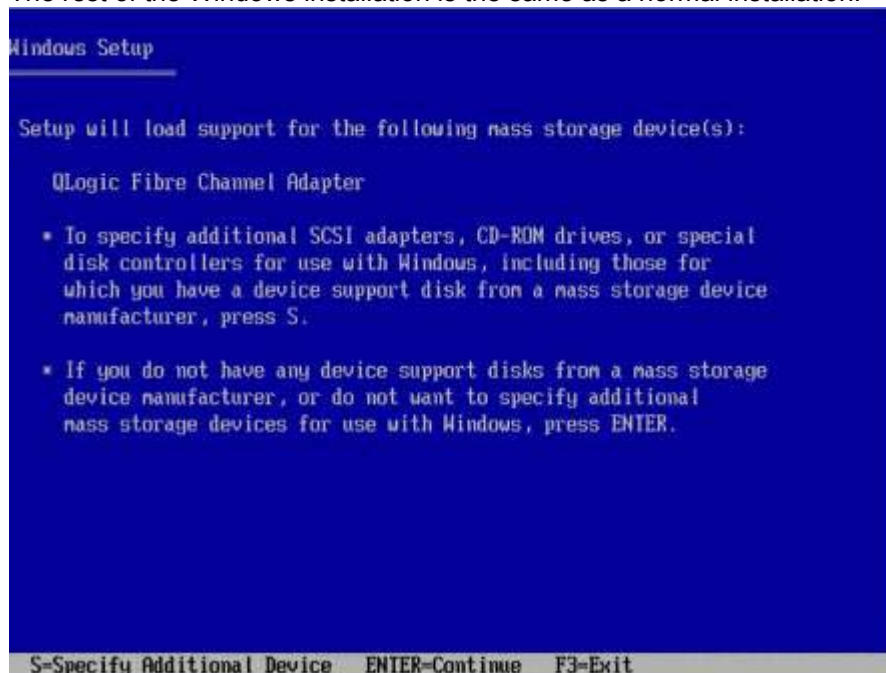 The rest of the Windows installation is the same as a normal installation.
Windows Setup
Setup will load support for the following mass storage device(s):
QLogic Fibre Channel Adapter
* To specify additional SCSI adapters, CD-ROM drives, or special
disk controllers for use with Windows, including those for
which you have a device support disk from a mass storage device
manufacturer, press S.
* If you do not have any device support disks from a mass storage
device manufacturer, or do not want to specify additional
mass storage devices for use with Windows, press ENTER.
S=Specify Additional Device ENTER=Continue F3=Exit